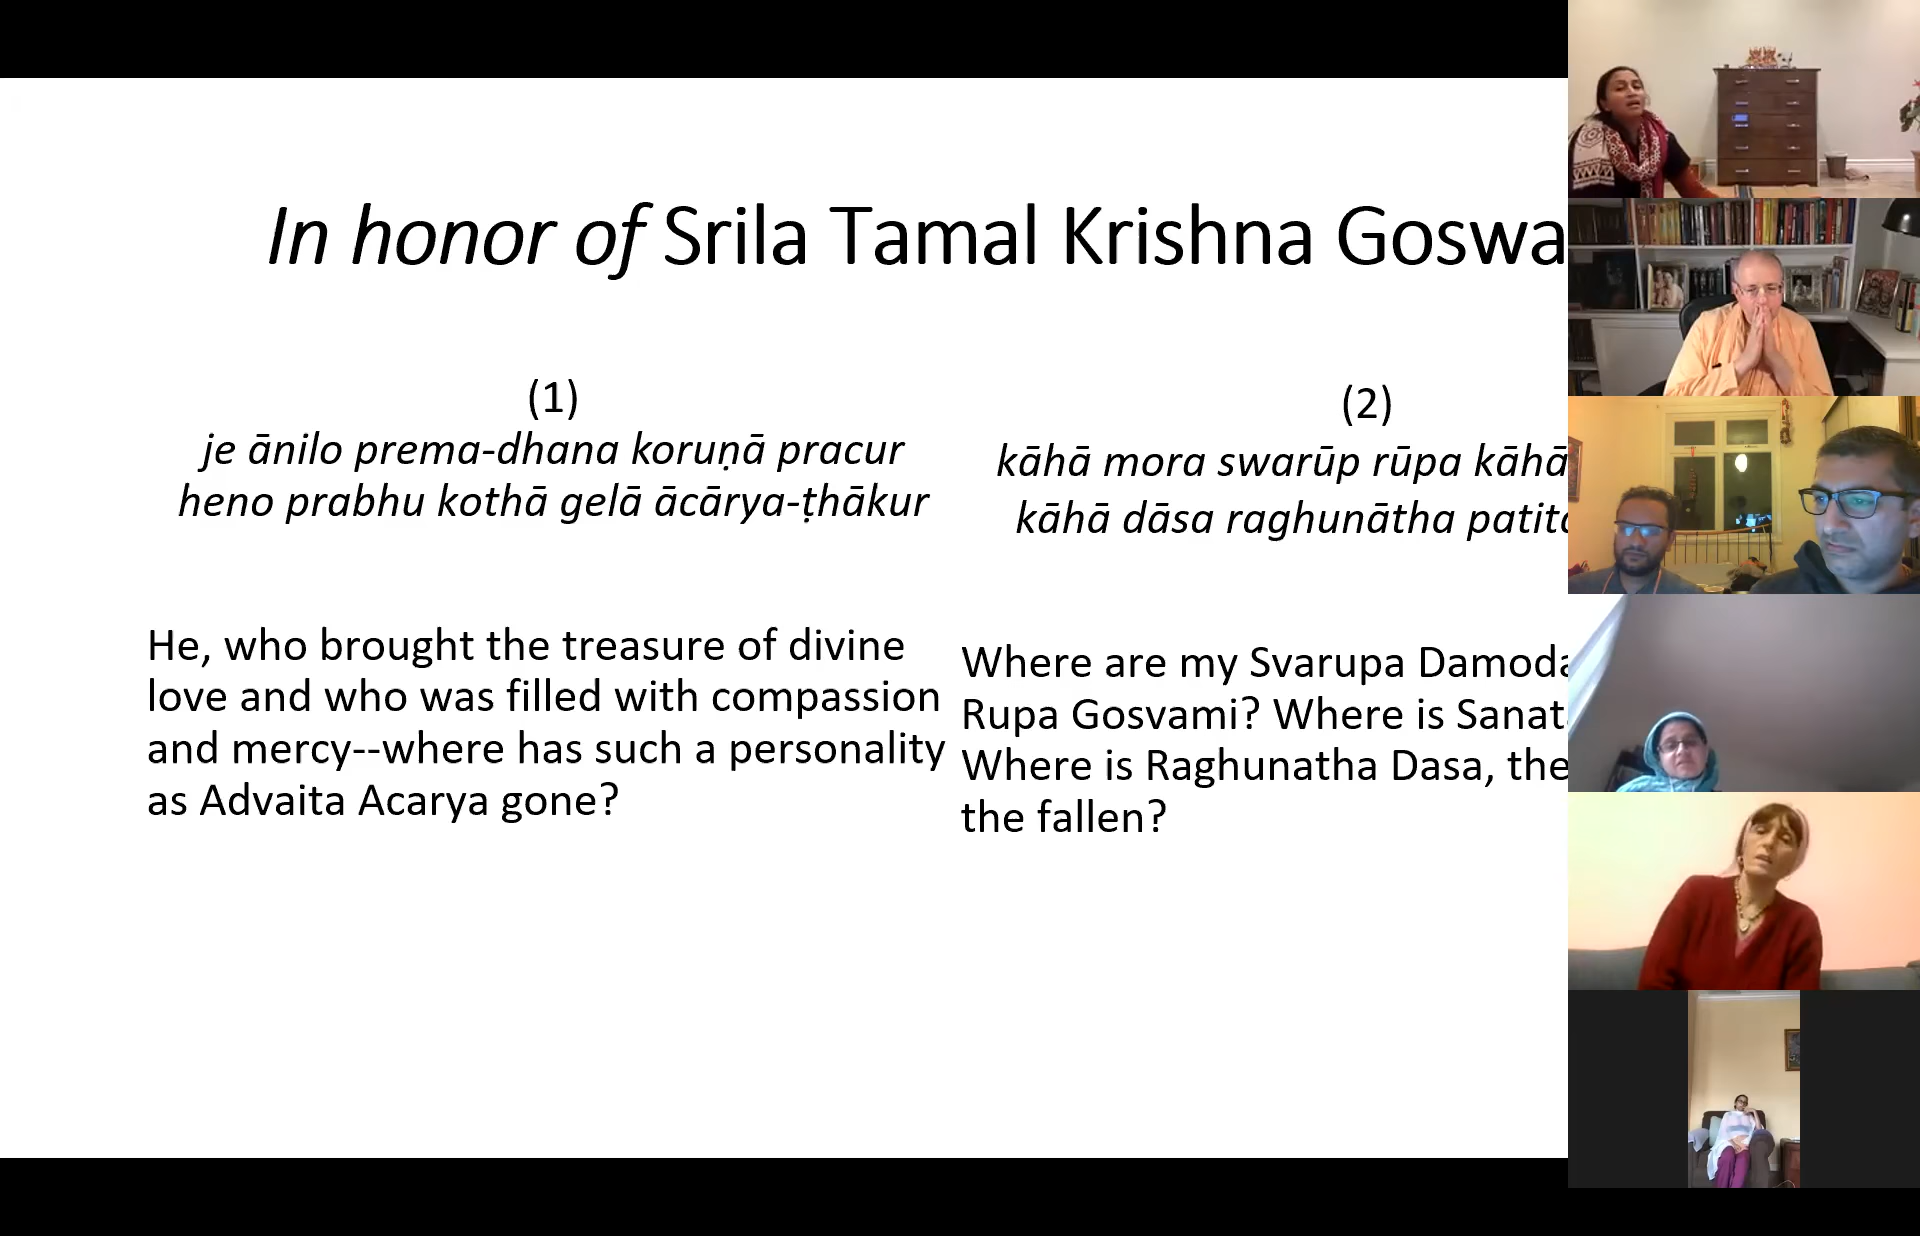 In honor of Srila Tamal Krishna Goswa
(1)
je ānilo prema-dhana koruṇā pracur
heno prabhu kothā gelā ācārya-ṭhākur
He, who brought the treasure of divine
love and who was filled with compassion
and mercy--where has such a personality
as Advaita Acarya gone?
(2)
kāhā mora swarūp rūpa kāhā
kāhā dāsa raghunātha patita
Where are my Svarupa Damoda
Rupa Gosvami? Where is Sanat
Where is Raghunatha Dasa, the
the fallen?